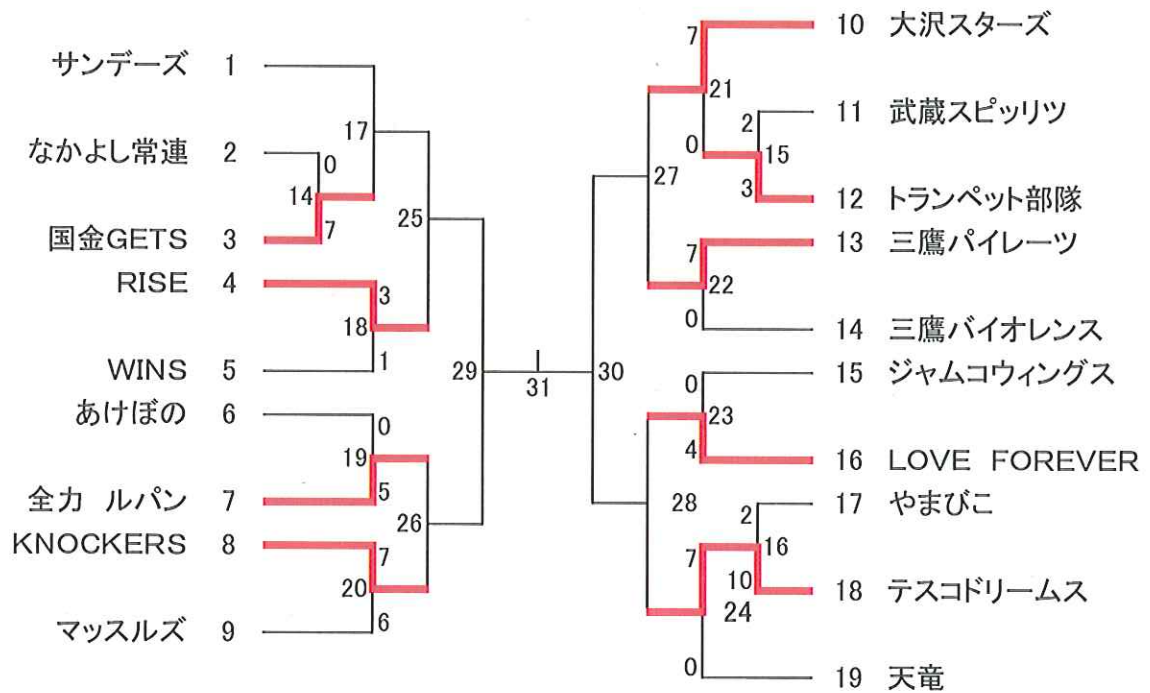 サンデーズ 1
なかよし常連 2
国金GETS 3
RISE 4
WINS 5
あけぼの 6
全力 ルパン 7
KNOCKERS 8
マッスルズ 9
0
14
7
17
3
18
1
0
19
5
7
20
6
25
26
29
31
30
27
28
7
21
0
2
15
3
7
22
0
0
23
4
2
16
10
7
24
0
10 大沢スターズ
11 武蔵スピッリツ
12 トランペット部隊
13 三鷹パイレーツ
14 三鷹バイオレンス
15 ジャムコウィングス
16 LOVE FOREVER
17 やまびこ
18 テスコドリームス
19 天竜